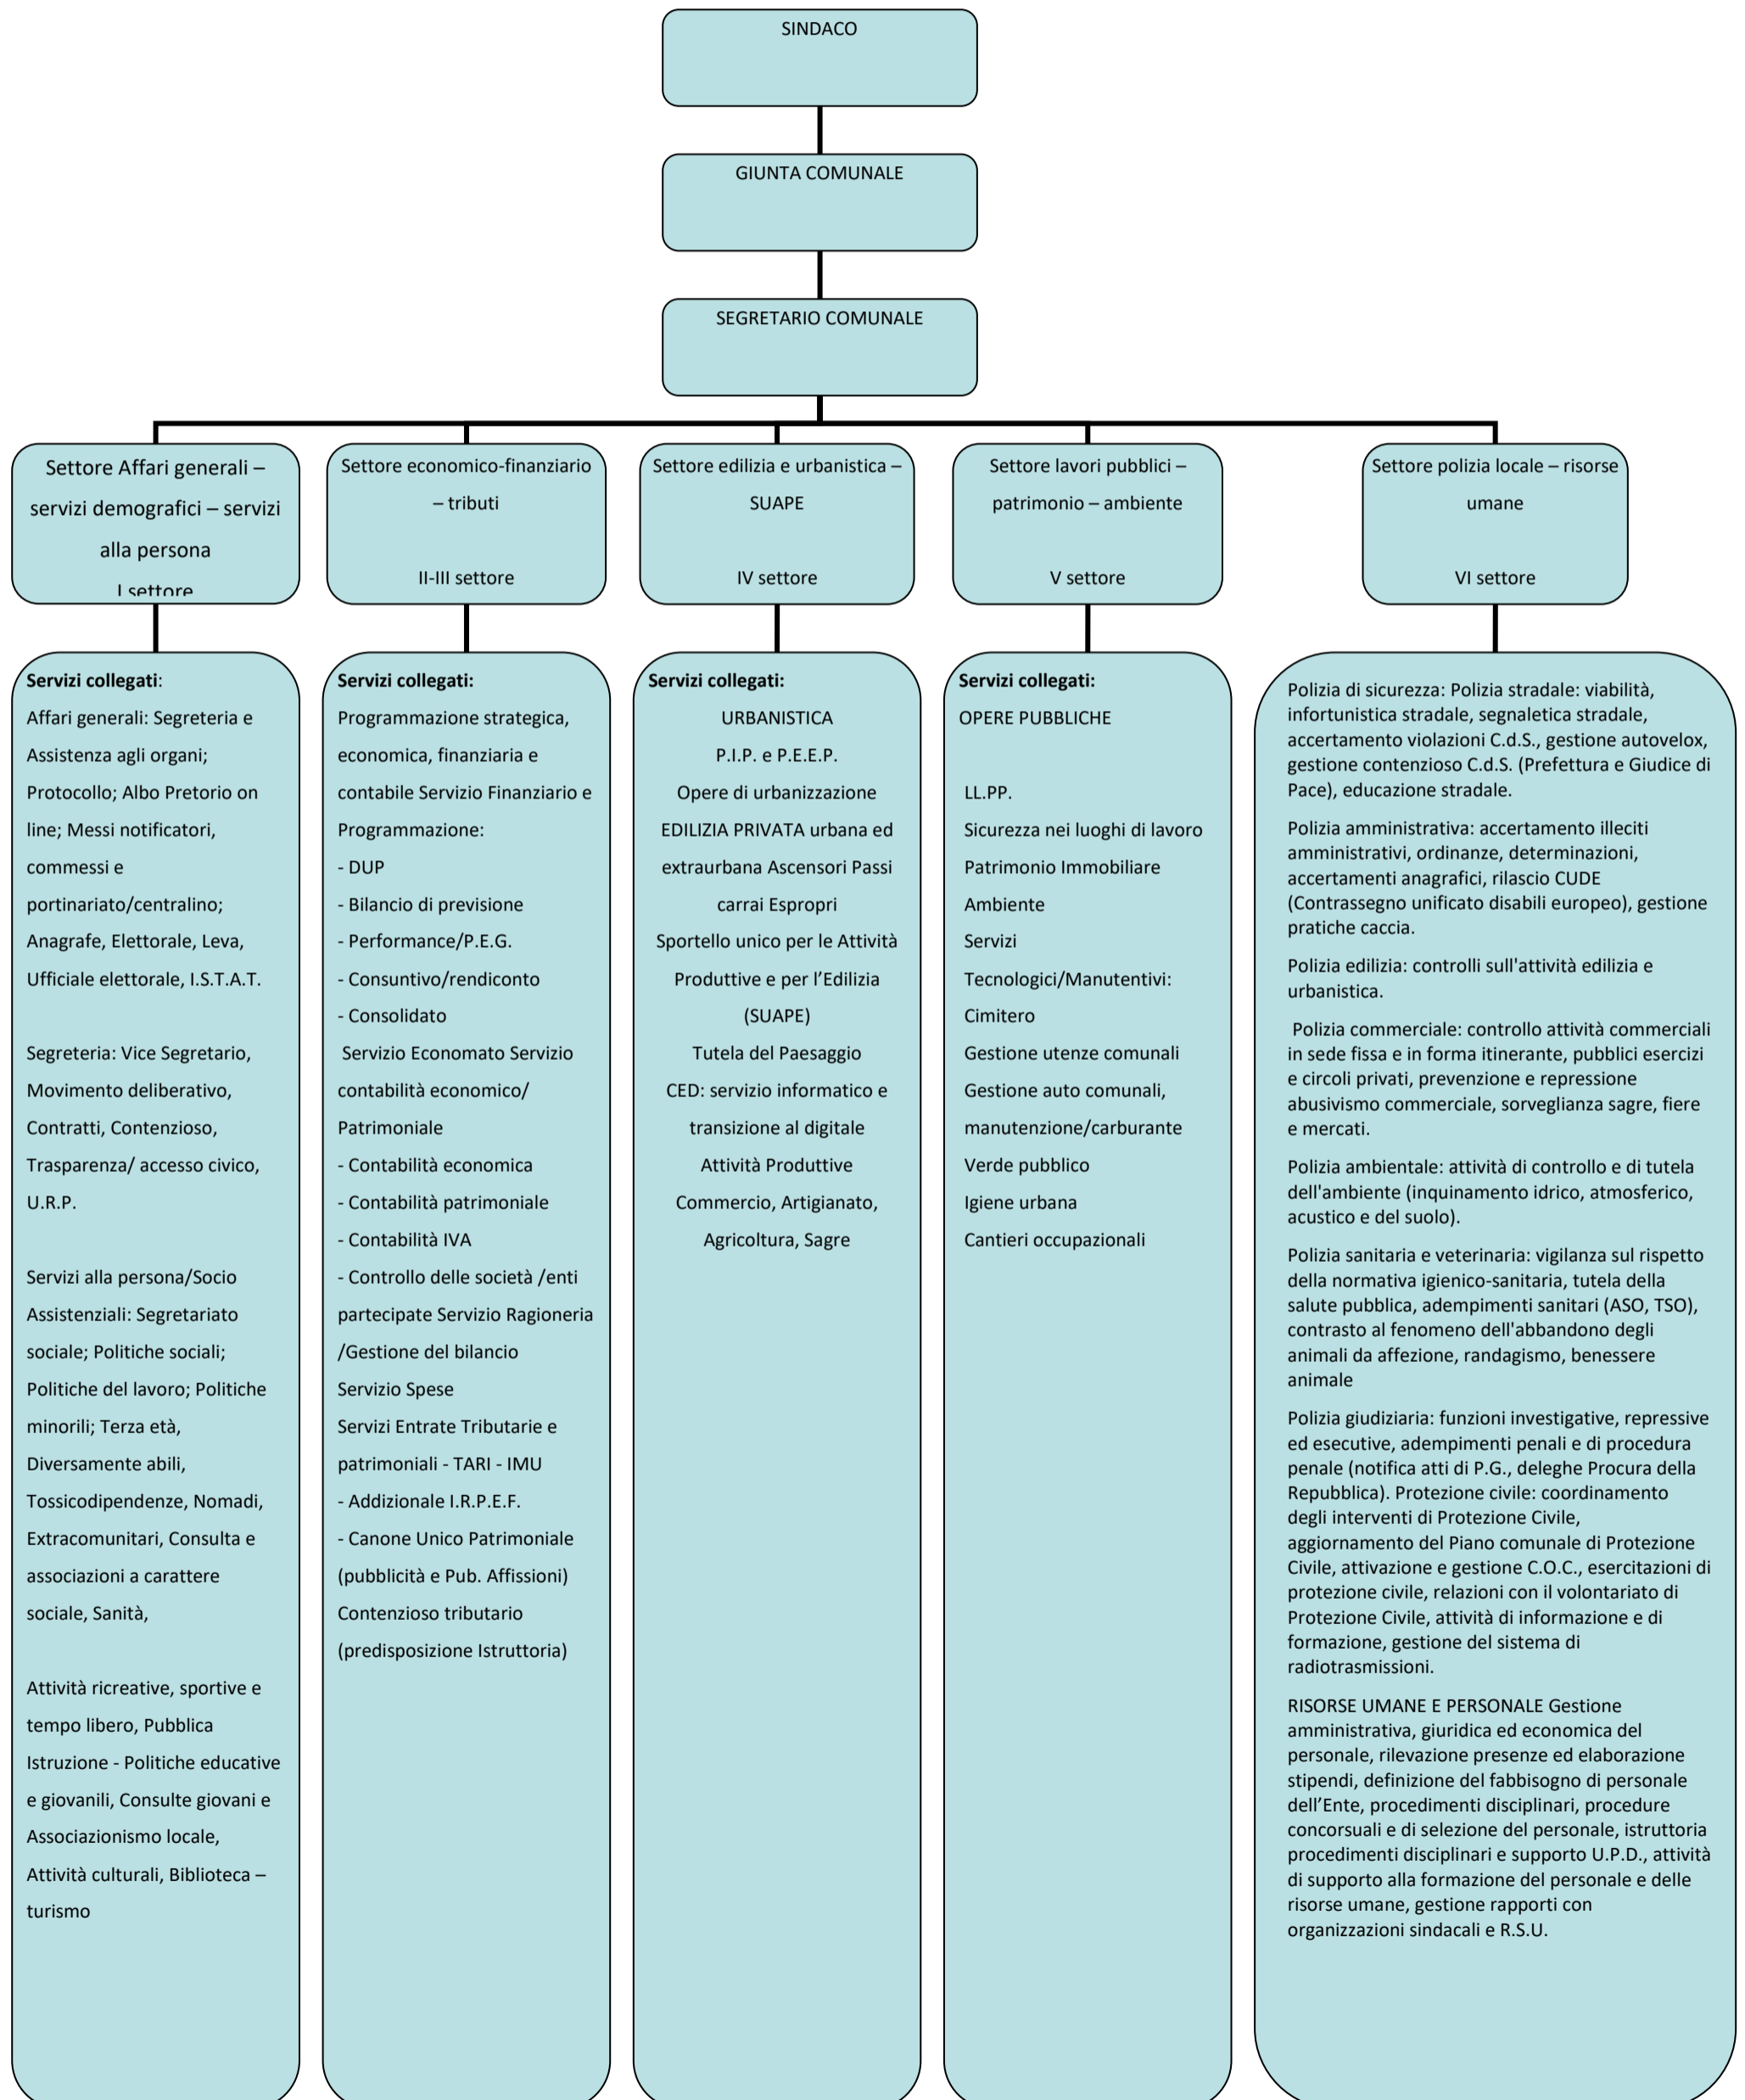 SINDACO
GIUNTA COMUNALE
SEGRETARIO COMUNALE
Settore Affari generali –
servizi demografici – servizi
alla persona
I settore
Settore economico-finanziario
– tributi
II-III settore
Settore edilizia e urbanistica –
SUAPE
IV settore
Settore lavori pubblici –
patrimonio – ambiente
V settore
Settore polizia locale – risorse
umane
VI settore
Servizi collegati:
Affari generali: Segreteria e
Assistenza agli organi;
Protocollo; Albo Pretorio on
line; Messi notificatori,
commessi e
portinariato/centralino;
Anagrafe, Elettorale, Leva,
Ufficiale elettorale, I.S.T.A.T.
Segreteria: Vice Segretario,
Movimento deliberativo,
Contratti, Contenzioso,
Trasparenza/ accesso civico,
U.R.P.
Servizi alla persona/Socio
Assistenziali: Segretariato
sociale; Politiche sociali;
Politiche del lavoro; Politiche
minorili; Terza età,
Diversamente abili,
Tossicodipendenze, Nomadi,
Extracomunitari, Consulta e
associazioni a carattere
sociale, Sanità,
Attività ricreative, sportive e
tempo libero, Pubblica
Istruzione - Politiche educative
e giovanili, Consulte giovani e
Associazionismo locale,
Attività culturali, Biblioteca –
turismo
Servizi collegati:
Programmazione strategica,
economica, finanziaria e
contabile Servizio Finanziario e
Programmazione:
- DUP
- Bilancio di previsione
- Performance/P.E.G.
- Consuntivo/rendiconto
- Consolidato
Servizio Economato Servizio
contabilità economico/
Patrimoniale
- Contabilità economica
- Contabilità patrimoniale
- Contabilità IVA
- Controllo delle società /enti
partecipate Servizio Ragioneria
/Gestione del bilancio
Servizio Spese
Servizi Entrate Tributarie e
patrimoniali - TARI - IMU
- Addizionale I.R.P.E.F.
- Canone Unico Patrimoniale
(pubblicità e Pub. Affissioni)
Contenzioso tributario
(predisposizione Istruttoria)
Servizi collegati:
URBANISTICA
P.I.P. e P.E.E.P.
Opere di urbanizzazione
EDILIZIA PRIVATA urbana ed
extraurbana Ascensori Passi
carrai Espropri
Sportello unico per le Attività
Produttive e per l’Edilizia
(SUAPE)
Tutela del Paesaggio
CED: servizio informatico e
transizione al digitale
Attività Produttive
Commercio, Artigianato,
Agricoltura, Sagre
Servizi collegati:
OPERE PUBBLICHE
LL.PP.
Sicurezza nei luoghi di lavoro
Patrimonio Immobiliare
Ambiente
Servizi
Tecnologici/Manutentivi:
Cimitero
Gestione utenze comunali
Gestione auto comunali,
manutenzione/carburante
Verde pubblico
Igiene urbana
Cantieri occupazionali
Polizia di sicurezza: Polizia stradale: viabilità,
infortunistica stradale, segnaletica stradale,
accertamento violazioni C.d.S., gestione autovelox,
gestione contenzioso C.d.S. (Prefettura e Giudice di
Pace), educazione stradale.
Polizia amministrativa: accertamento illeciti
amministrativi, ordinanze, determinazioni,
accertamenti anagrafici, rilascio CUDE
(Contrassegno unificato disabili europeo), gestione
pratiche caccia.
Polizia edilizia: controlli sull'attività edilizia e
urbanistica.
Polizia commerciale: controllo attività commerciali
in sede fissa e in forma itinerante, pubblici esercizi
e circoli privati, prevenzione e repressione
abusivismo commerciale, sorveglianza sagre, fiere
e mercati.
Polizia ambientale: attività di controllo e di tutela
dell'ambiente (inquinamento idrico, atmosferico,
acustico e del suolo).
Polizia sanitaria e veterinaria: vigilanza sul rispetto
della normativa igienico-sanitaria, tutela della
salute pubblica, adempimenti sanitari (ASO, TSO),
contrasto al fenomeno dell'abbandono degli
animali da affezione, randagismo, benessere
animale
Polizia giudiziaria: funzioni investigative, repressive
ed esecutive, adempimenti penali e di procedura
penale (notifica atti di P.G., deleghe Procura della
Repubblica). Protezione civile: coordinamento
degli interventi di Protezione Civile,
aggiornamento del Piano comunale di Protezione
Civile, attivazione e gestione C.O.C., esercitazioni di
protezione civile, relazioni con il volontariato di
Protezione Civile, attività di informazione e di
formazione, gestione del sistema di
radiotrasmissioni.
RISORSE UMANE E PERSONALE Gestione
amministrativa, giuridica ed economica del
personale, rilevazione presenze ed elaborazione
stipendi, definizione del fabbisogno di personale
dell’Ente, procedimenti disciplinari, procedure
concorsuali e di selezione del personale, istruttoria
procedimenti disciplinari e supporto U.P.D., attività
di supporto alla formazione del personale e delle
risorse umane, gestione rapporti con
organizzazioni sindacali e R.S.U.